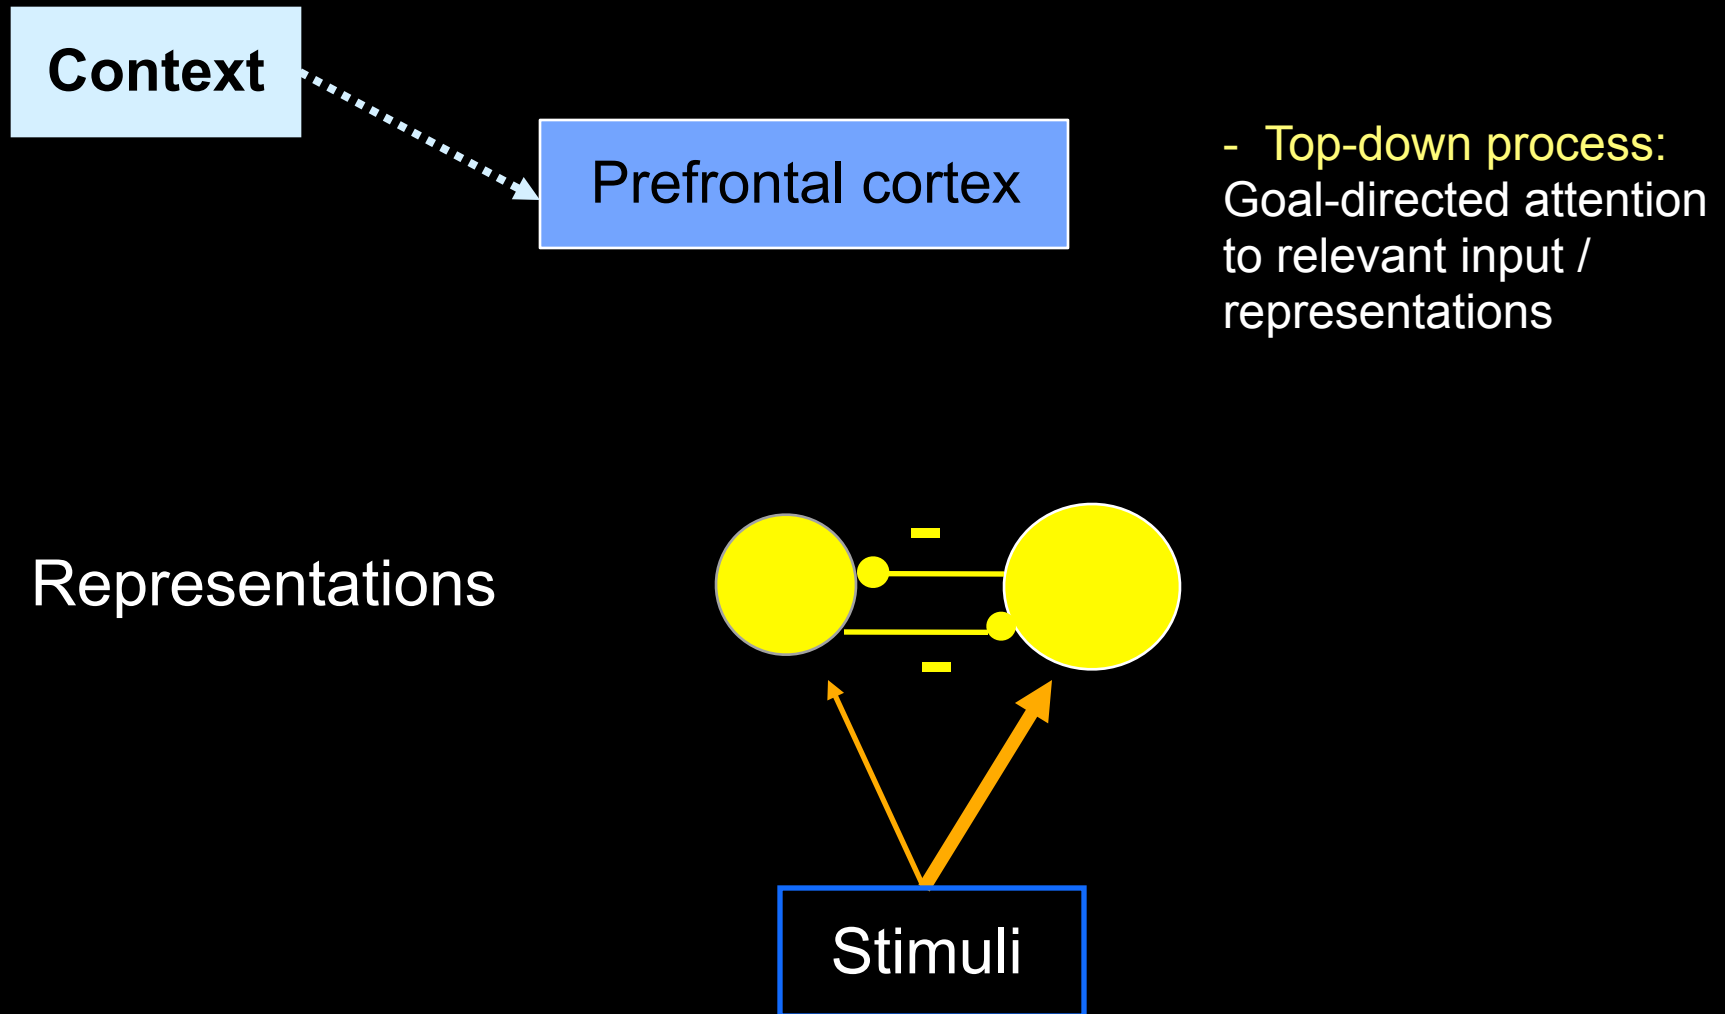 Context
Prefrontal cortex
- Top-down process:
Goal-directed attention
to relevant input /
representations
Representations
-
-
Stimuli